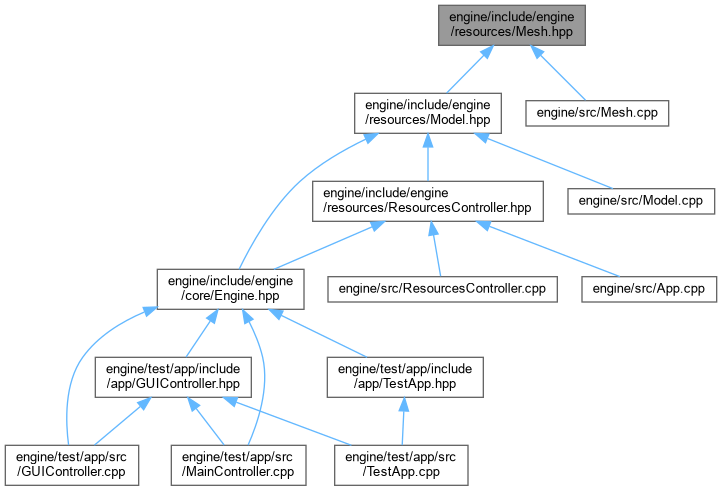 engine/include/engine
/resources/Mesh.hpp
engine/include/engine
/resources/Model.hpp
engine/src/Mesh.cpp
engine/include/engine
/resources/ResourcesController.hpp
engine/src/Model.cpp
engine/include/engine
/core/Engine.hpp
engine/src/ResourcesController.cpp
engine/src/App.cpp
engine/test/app/include
/app/GUIController.hpp
engine/test/app/include
/app/TestApp.hpp
engine/test/app/src
/GUIController.cpp
engine/test/app/src
/MainController.cpp
engine/test/app/src
/TestApp.cpp